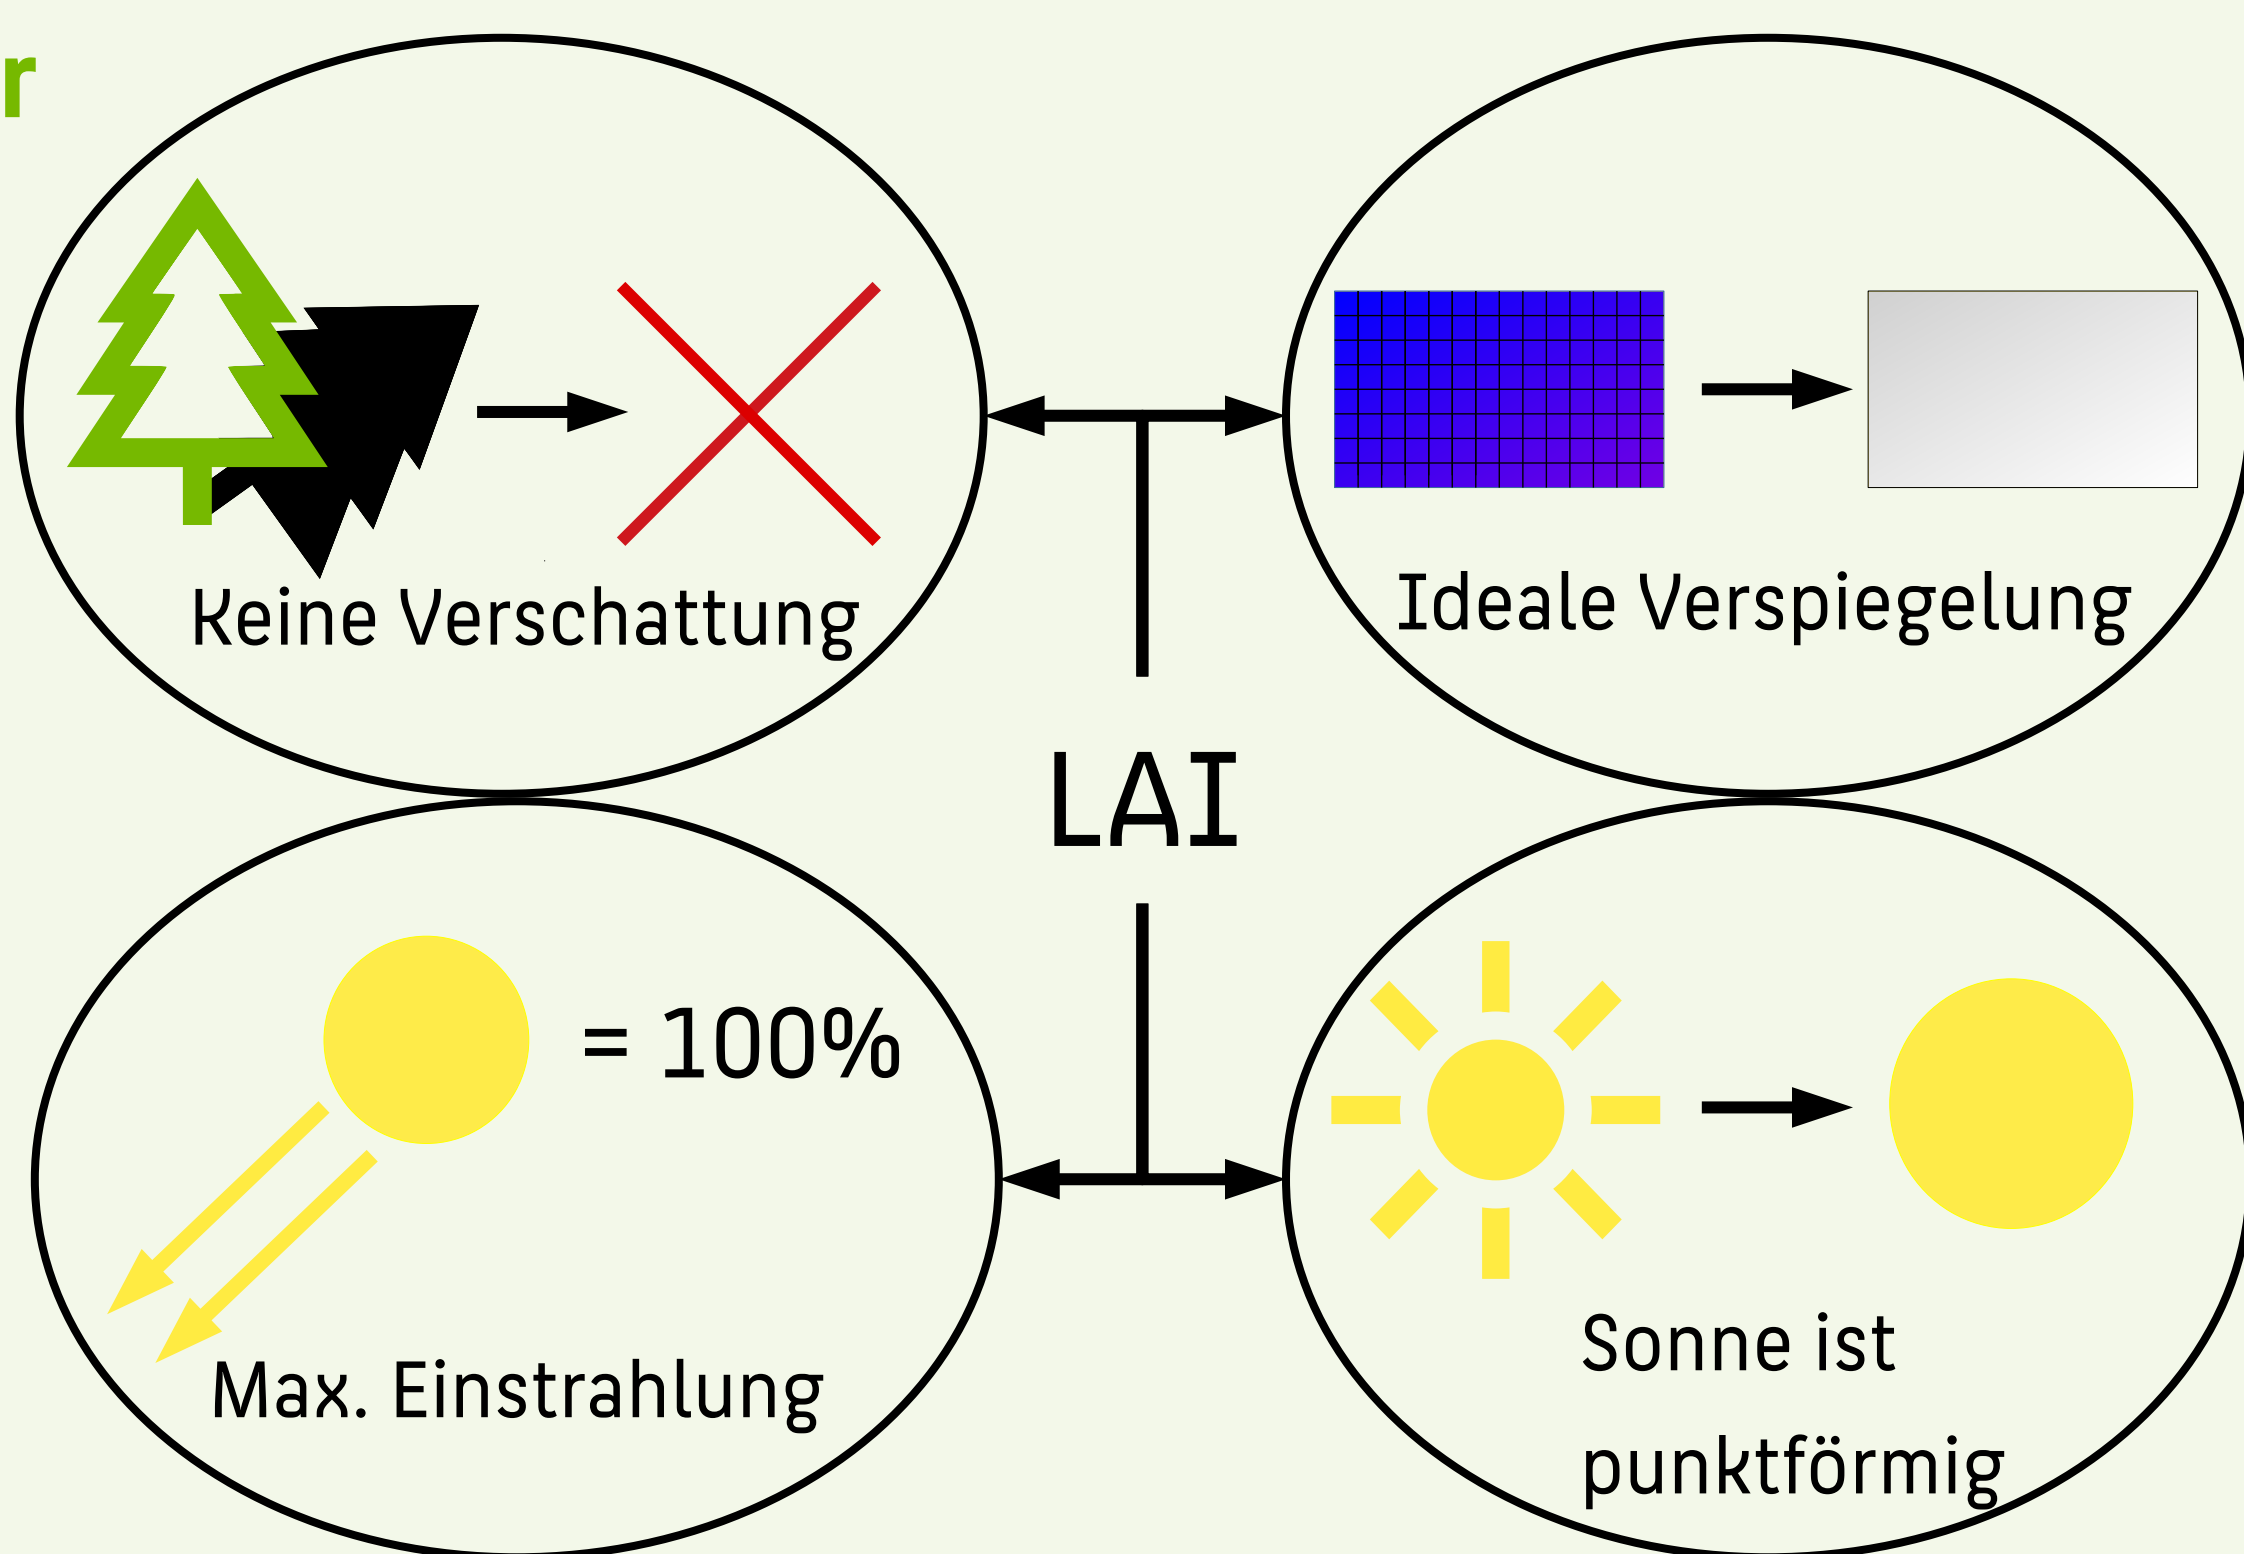 r
Keine Verschattung
Ideale Verspiegelung
LAI
= 100%
Max. Einstrahlung
Sonne ist
punktförmig